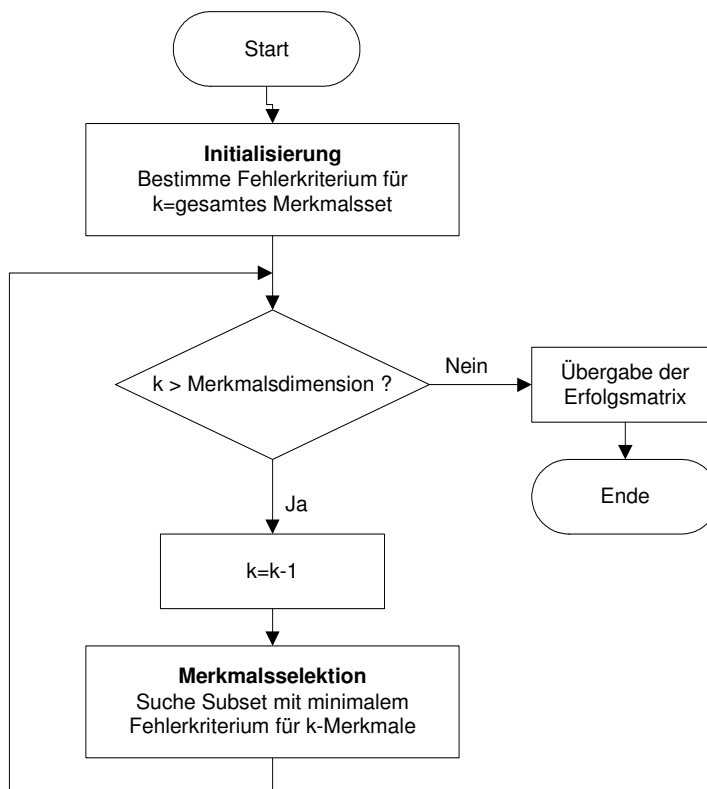 Start
Initialisierung
Bestimme Fehlerkriterium für
k=gesamtes Merkmalsset
k > Merkmalsdimension ?
Nein
Übergabe der
Erfolgsmatrix
Ende
Ja
k=k-1
Merkmalsselektion
Suche Subset mit minimalem
Fehlerkriterium für k-Merkmale